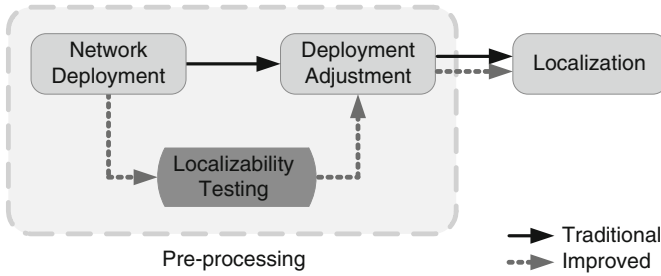 Network
Deployment
Deployment
Adjustment
Localization
Localizability
Testing
Pre-processing
Traditional
Improved